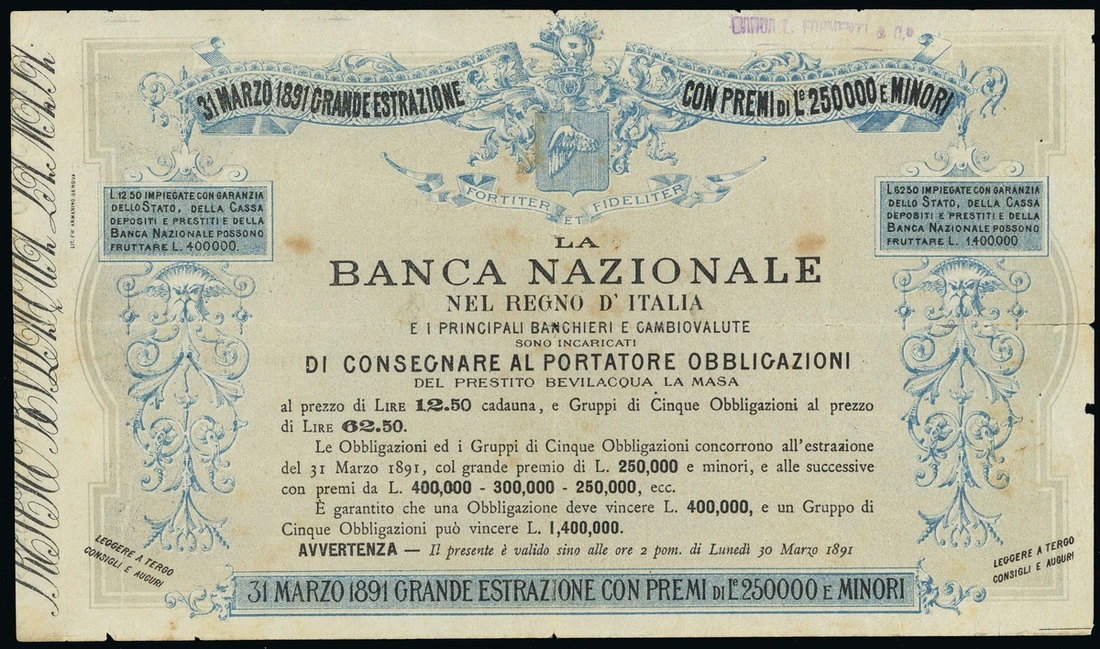 31 MARZO 1891 GRANDE ESTRAZIONE
CON PREMI DI Le 250000 E MINORI
FORTITER ET FIDELITER
L. 12 50 IMPIEGATE CON GARANZIA
DELLO STATO, DELLA CASSA
DEPOSITI E PRESTITI E DELLA
BANCA NAZIONALE POSSONO
FRUTTARE L. 400000.
L. 62 50 IMPIEGATE CON GARANZIA
DELLO STATO, DELLA CASSA
DEPOSITI E PRESTITI E DELLA
BANCA NAZIONALE POSSONO
FRUTTARE L. 1400000
LA
BANCA NAZIONALE
NEL REGNO D' ITALIA
E I PRINCIPALI BANCHIERI E CAMBIOVALUTE
SONO INCARICATI
DI CONSEGNARE AL PORTATORE OBBLIGAZIONI
DEL PRESTITO BEVILACQUA LA MASA
al prezzo di LIRE 12.50 cadauna, e Gruppi di Cinque Obbligazioni al prezzo
di LIRE 62.50.
Le Obbligazioni ed i Gruppi di Cinque Obbligazioni concorrono all'estrazione
del 31 Marzo 1891, col grande premio di L. 250,000 e minori, e alle successive
con premi da L. 400,000 - 300,000 - 250,000, ecc.
È garantito che una Obbligazione deve vincere L. 400,000, e un Gruppo di
Cinque Obbligazioni può vincere L. 1,400,000.
AVVERTENZA — Il presente è valido sino alle ore 2 pom. di Lunedì 30 Marzo 1891
LEGGERE A TERGO
CONSIGLI E AUGURI
LEGGERE A TERGO
CONSIGLI E AUGURI
31 MARZO 1891 GRANDE ESTRAZIONE CON PREMI DI Le 250000 E MINORI